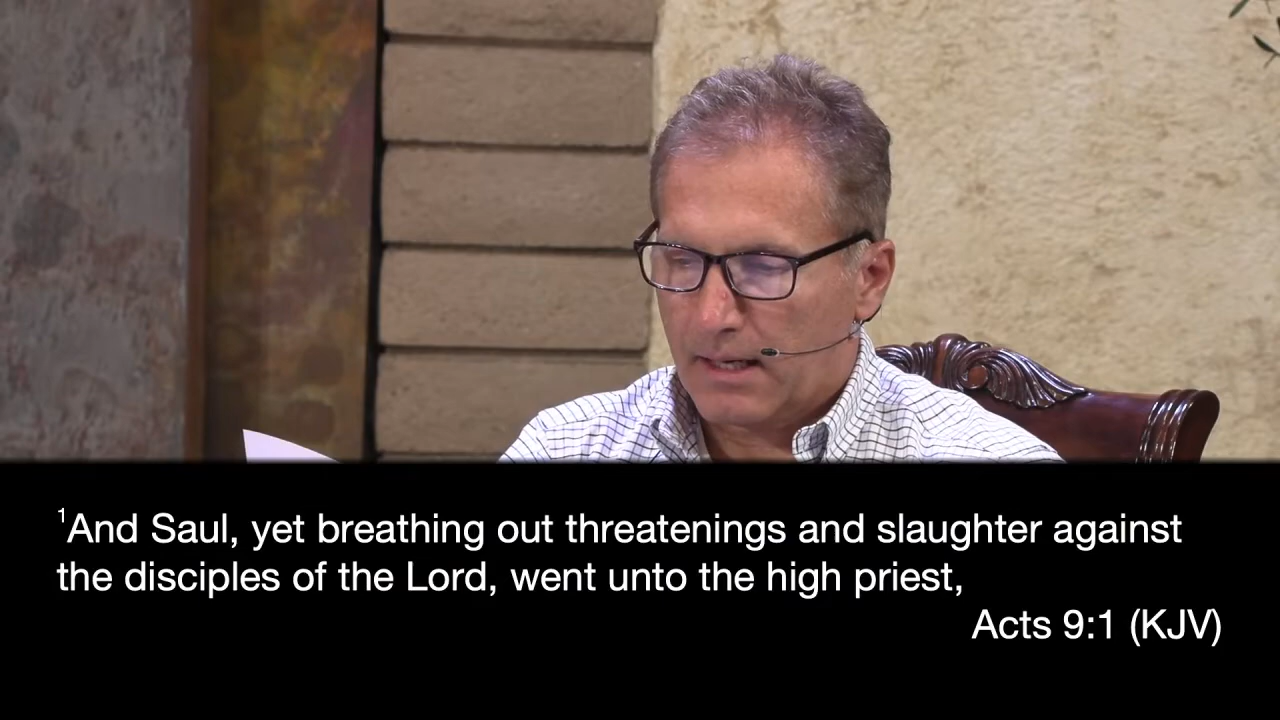 1And Saul, yet breathing out threatenings and slaughter against
the disciples of the Lord, went unto the high priest,
Acts 9:1 (KJV)